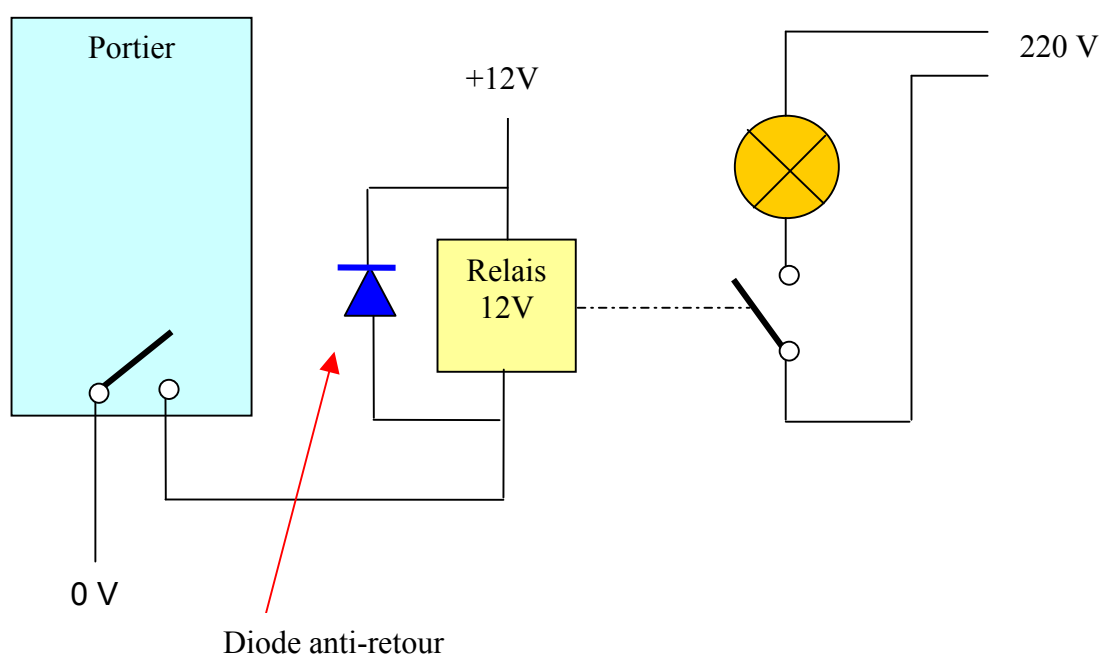 Portier
220 V
+12V
Relais
12V
0 V
Diode anti-retour